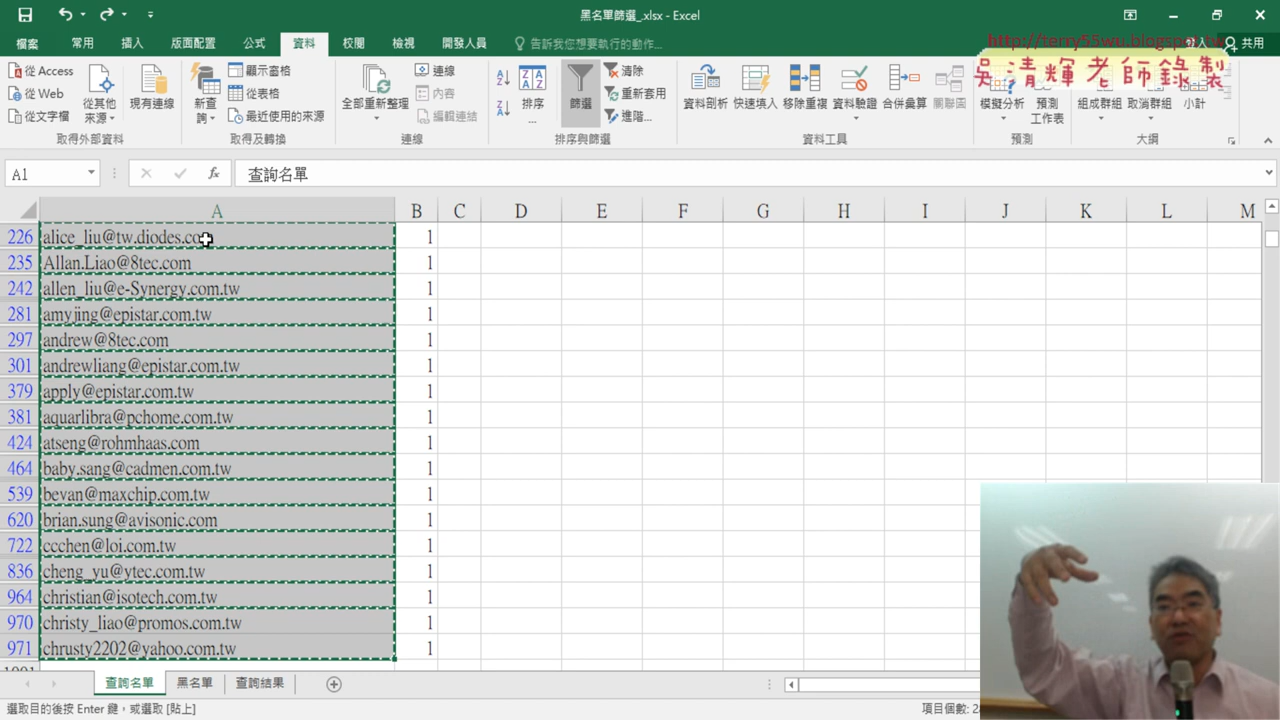 黑名單篩選_.xlsx - Excel
http://terry55wu.blogspot.tw
吳清輝老師錄製
檔案 常用 插入 版面配置 公式 資料 校閱 檢視 開發人員 告訴我您想要執行的動作... 共用
從 Access
從 Web
從文字檔
從其他
來源
現有連線
取得外部資料
新查
詢
顯示窗格
從表格
最近使用的來源
取得及轉換
全部重新整理
連線
內容
編輯連結
連線
排序
...
篩選
清除
重新套用
進階...
排序與篩選
資料剖析 快速填入 移除重複 資料驗證 合併彙算 關聯圖
資料工具
模擬分析 預測
工作表
預測
組成群組 取消群組 小計
大綱
A1 fx 查詢名單
A B C D E F G H I J K L M
226 alice_liu@tw.diodes.co 1
235 Allan.Liao@8tec.com 1
242 allen_liu@e-Synergy.com.tw 1
281 amyjing@epistar.com.tw 1
297 andrew@8tec.com 1
301 andrewliang@epistar.com.tw 1
379 apply@epistar.com.tw 1
381 aquarlibra@pchome.com.tw 1
424 atseng@rohmhaas.com 1
464 baby.sang@cadmen.com.tw 1
539 bevan@maxchip.com.tw 1
620 brian.sung@avisonic.com 1
722 ccchen@loi.com.tw 1
836 cheng_yu@ytec.com.tw 1
964 christian@isotech.com.tw 1
970 christy_liao@promos.com.tw 1
971 chrusty2202@yahoo.com.tw 1
查詢名單 黑名單 查詢結果
選取目的後按 Enter 鍵，或選取 [貼上] 項目個數: 2